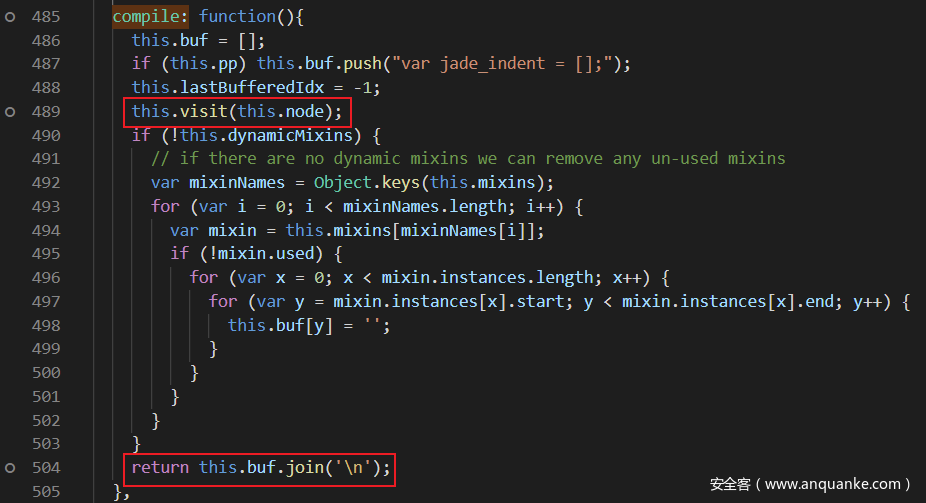 485 compile: function(){
486 this.buf = [];
487 if (this.pp) this.buf.push("var jade_indent = [];");
488 this.lastBufferedIdx = -1;
489 this.visit(this.node);
490 if (!this.dynamicMixins) {
491 // if there are no dynamic mixins we can remove any un-used mixins
492 var mixinNames = Object.keys(this.mixins);
493 for (var i = 0; i < mixinNames.length; i++) {
494 var mixin = this.mixins[mixinNames[i]];
495 if (!mixin.used) {
496 for (var x = 0; x < mixin.instances.length; x++) {
497 for (var y = mixin.instances[x].start; y < mixin.instances[x].end; y++) {
498 this.buf[y] = '';
499 }
500 }
501 }
502 }
503 }
504 return this.buf.join('\n');
505 },
安全客（www.anquanke.com）